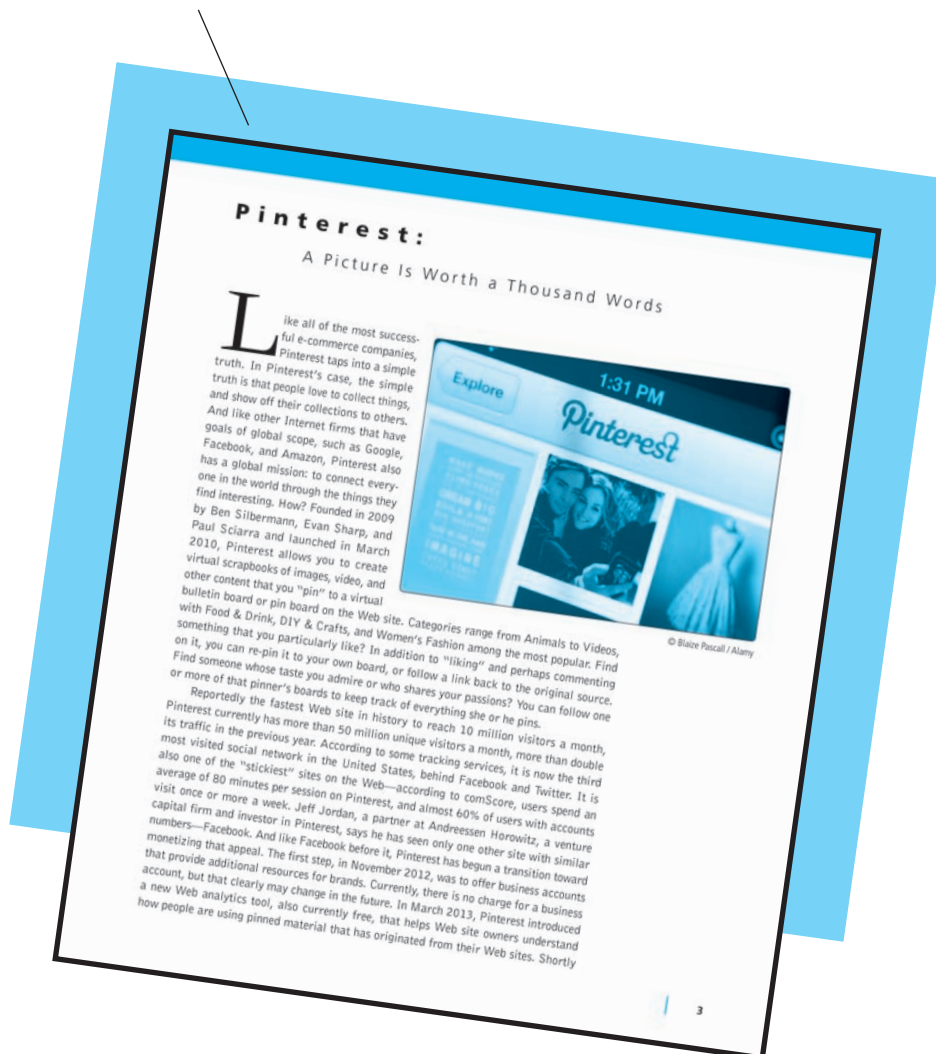 Pinterest:
A Picture Is Worth a Thousand Words
Like all of the most success-
ful e-commerce companies,
Pinterest taps into a simple
truth. In Pinterest's case, the simple
truth is that people love to collect things,
and show off their collections to others.
And like other Internet firms that have
goals of global scope, such as Google,
Facebook, and Amazon, Pinterest also
has a global mission: to connect every-
one in the world through the things they
find interesting. How? Founded in 2009
by Ben Silbermann, Evan Sharp, and
Paul Sciarra and launched in March
2010, Pinterest allows you to create
virtual scrapbooks of images, video, and
other content that you "pin" to a virtual
bulletin board or pin board on the Web site. Categories range from Animals to Videos,
with Food & Drink, DIY & Crafts, and Women's Fashion among the most popular. Find
something that you particularly like? In addition to "liking" and perhaps commenting
on it, you can re-pin it to your own board, or follow a link back to the original source.
Find someone whose taste you admire or who shares your passions? You can follow one
or more of that pinner's boards to keep track of everything she or he pins.
Reportedly the fastest Web site in history to reach 10 million visitors a month,
Pinterest currently has more than 50 million unique visitors a month, more than double
its traffic in the previous year. According to some tracking services, it is now the third
most visited social network in the United States, behind Facebook and Twitter. It is
also one of the "stickiest" sites on the Web—according to comScore, users spend an
average of 80 minutes per session on Pinterest, and almost 60% of users with accounts
visit once or more a week. Jeff Jordan, a partner at Andreessen Horowitz, a venture
capital firm and investor in Pinterest, says he has seen only one other site with similar
numbers—Facebook. And like Facebook before it, Pinterest has begun a transition toward
monetizing that appeal. The first step, in November 2012, was to offer business accounts
that provide additional resources for brands. Currently, there is no charge for a business
account, but that clearly may change in the future. In March 2013, Pinterest introduced
a new Web analytics tool, also currently free, that helps Web site owners understand
how people are using pinned material that has originated from their Web sites. Shortly
1:31 PM
Explore
Pinterest
DREAM BIG
IMAGINE
© Blaize Pascall / Alamy
3